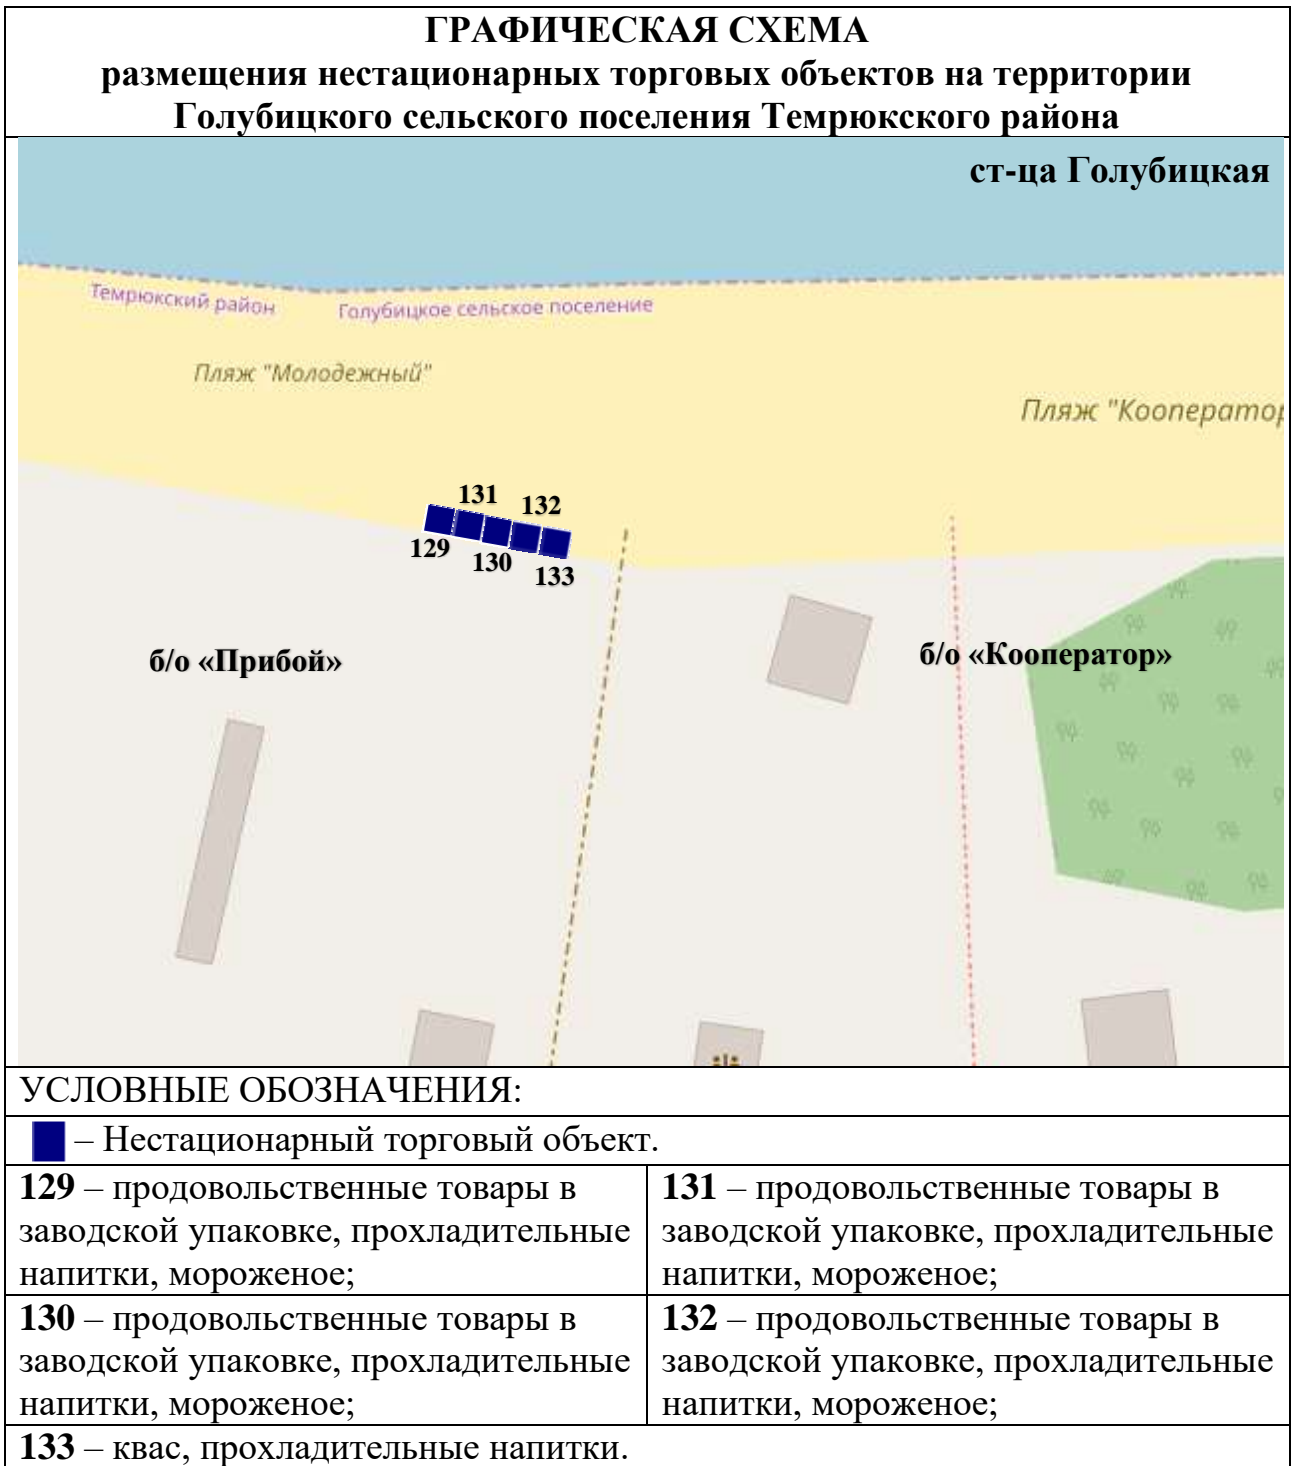 ГРАФИЧЕСКАЯ СХЕМА
размещения нестационарных торговых объектов на территории
Голубицкого сельского поселения Темрюкского района
ст-ца Голубицкая
Темрюкский район
Голубицкое сельское поселение
Пляж "Молодежный"
Пляж "Кооператор
131
132
129
130
133
б/о «Прибой»
б/о «Кооператор»
УСЛОВНЫЕ ОБОЗНАЧЕНИЯ:
– Нестационарный торговый объект.
129 – продовольственные товары в
заводской упаковке, прохладительные
напитки, мороженое;
131 – продовольственные товары в
заводской упаковке, прохладительные
напитки, мороженое;
130 – продовольственные товары в
заводской упаковке, прохладительные
напитки, мороженое;
132 – продовольственные товары в
заводской упаковке, прохладительные
напитки, мороженое;
133 – квас, прохладительные напитки.